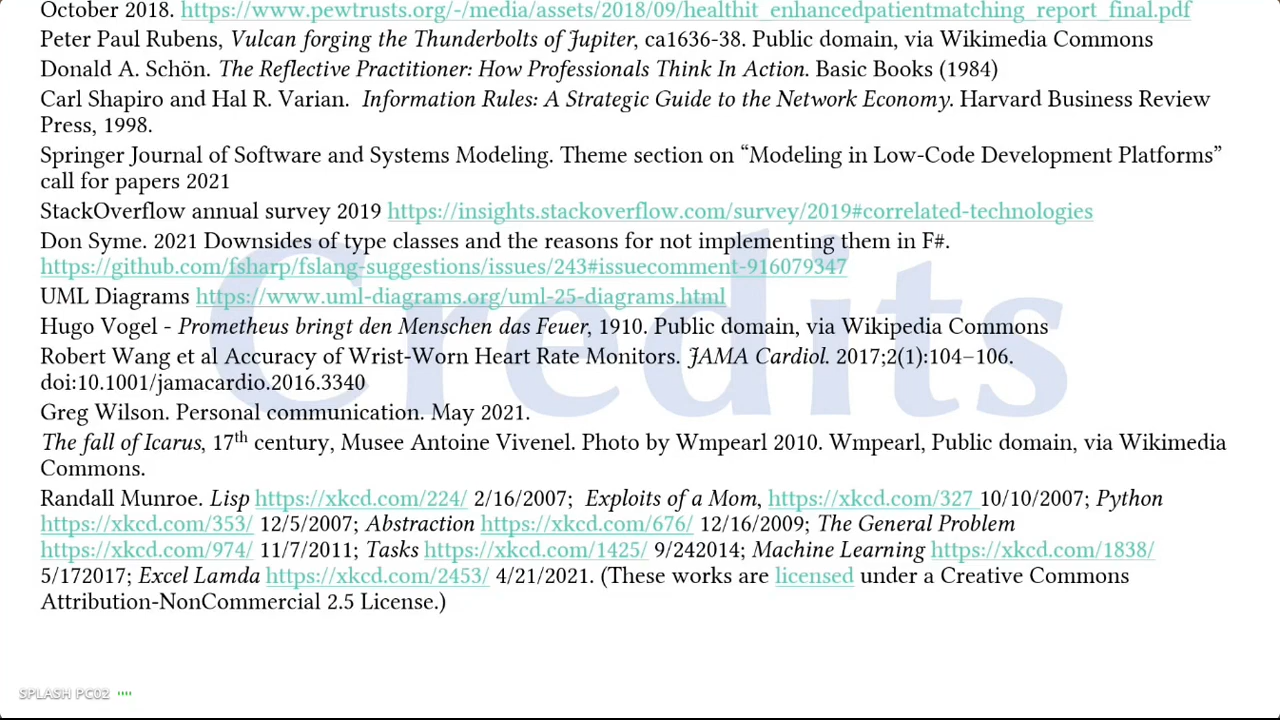 October 2018. https://www.pewtrusts.org/-/media/assets/2018/09/healthit_enhancedpatientmatching_report_final.pdf
Peter Paul Rubens, Vulcan forging the Thunderbolts of Jupiter, ca1636-38. Public domain, via Wikimedia Commons
Donald A. Schön. The Reflective Practitioner: How Professionals Think In Action. Basic Books (1984)
Carl Shapiro and Hal R. Varian. Information Rules: A Strategic Guide to the Network Economy. Harvard Business Review
Press, 1998.
Springer Journal of Software and Systems Modeling. Theme section on “Modeling in Low-Code Development Platforms”
call for papers 2021
StackOverflow annual survey 2019 https://insights.stackoverflow.com/survey/2019#correlated-technologies
Don Syme. 2021 Downsides of type classes and the reasons for not implementing them in F#.
https://github.com/fsharp/fslang-suggestions/issues/243#issuecomment-916079347
UML Diagrams https://www.uml-diagrams.org/uml-25-diagrams.html
Hugo Vogel - Prometheus bringt den Menschen das Feuer, 1910. Public domain, via Wikipedia Commons
Robert Wang et al Accuracy of Wrist-Worn Heart Rate Monitors. JAMA Cardiol. 2017;2(1):104–106.
doi:10.1001/jamacardio.2016.3340
Greg Wilson. Personal communication. May 2021.
The fall of Icarus, 17th century, Musee Antoine Vivenel. Photo by Wmpearl 2010. Wmpearl, Public domain, via Wikimedia
Commons.
Randall Munroe. Lisp https://xkcd.com/224/ 2/16/2007; Exploits of a Mom, https://xkcd.com/327 10/10/2007; Python
https://xkcd.com/353/ 12/5/2007; Abstraction https://xkcd.com/676/ 12/16/2009; The General Problem
https://xkcd.com/974/ 11/7/2011; Tasks https://xkcd.com/1425/ 9/242014; Machine Learning https://xkcd.com/1838/
5/172017; Excel Lamda https://xkcd.com/2453/ 4/21/2021. (These works are licensed under a Creative Commons
Attribution-NonCommercial 2.5 License.)
Credits
SPLASH PC02